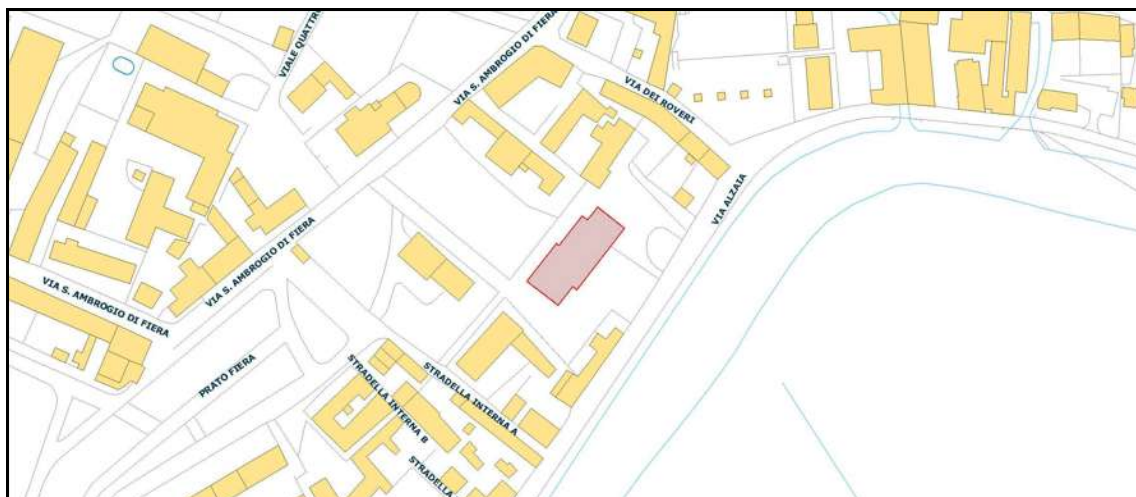 VIALE QUATTRO
VIA S. AMBROGIO DI FIERA
VIA DEI ROVERI
VIA ALZAIA
VIA S. AMBROGIO DI FIERA
VIA S. AMBROGIO DI FIERA
PRATO FIERA
STRADELLA INTERNA A
STRADELLA INTERNA B
STRADELLA